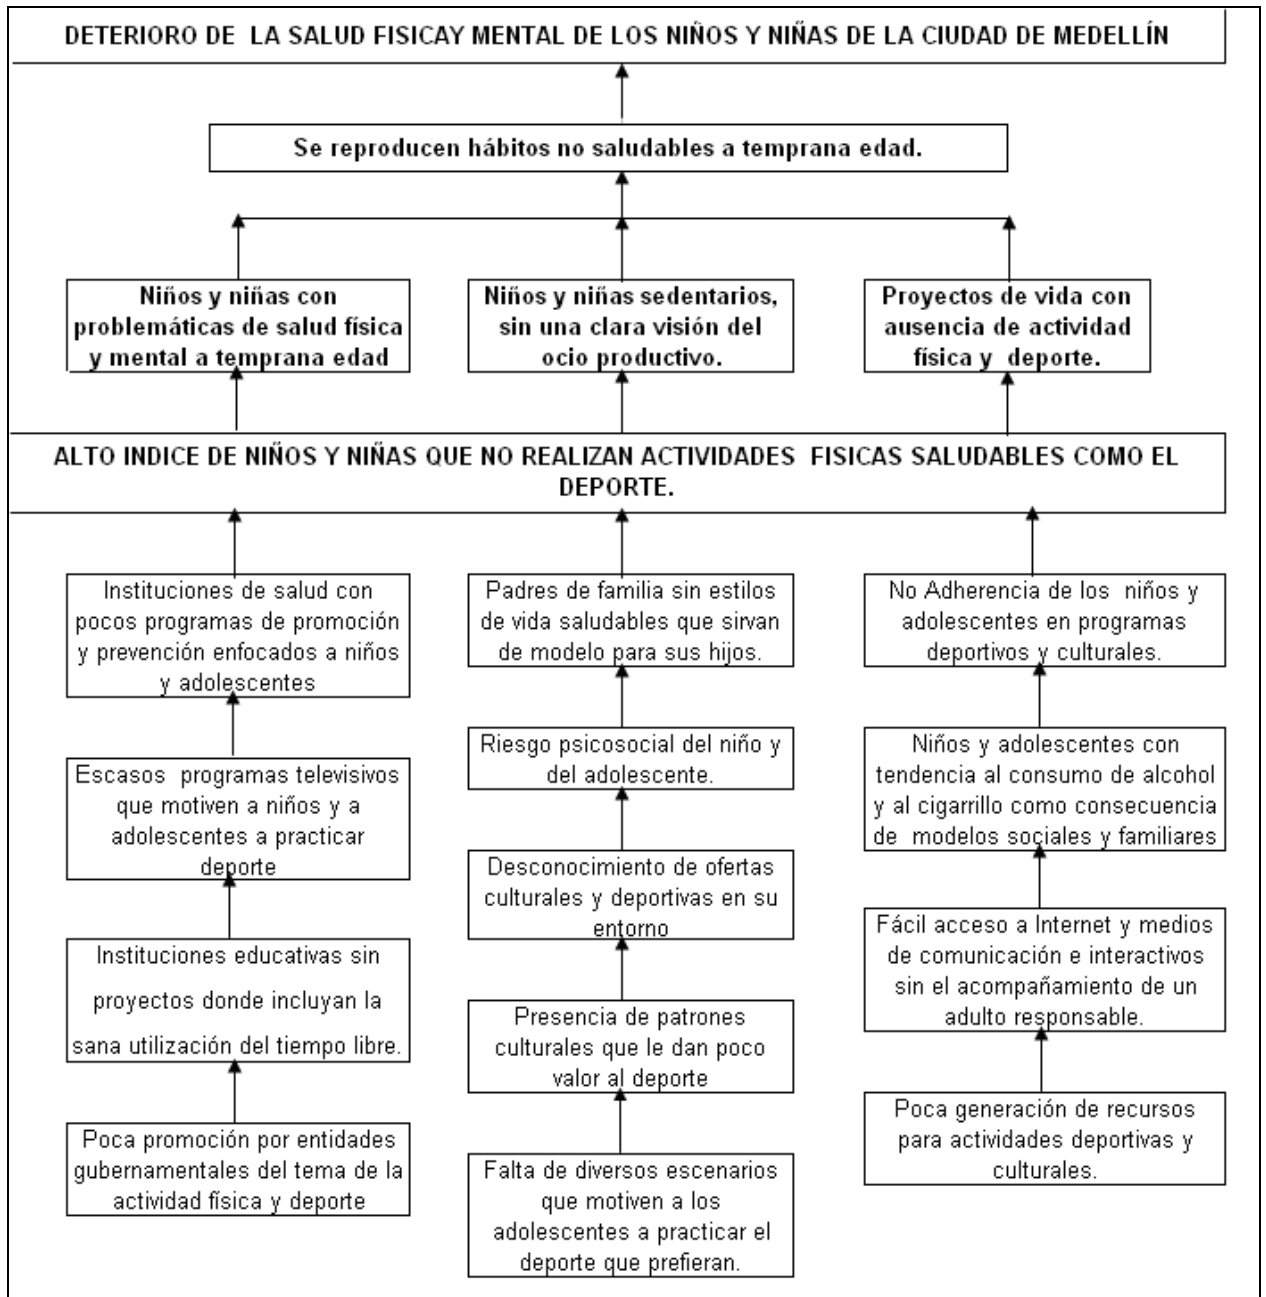 DETERIORO DE LA SALUD FISICAY MENTAL DE LOS NIÑOS Y NIÑAS DE LA CIUDAD DE MEDELLÍN
Se reproducen hábitos no saludables a temprana edad.
Niños y niñas con
problemáticas de salud física
y mental a temprana edad
Niños y niñas sedentarios,
sin una clara visión del
ocio productivo.
Proyectos de vida con
ausencia de actividad
física y deporte.
ALTO INDICE DE NIÑOS Y NIÑAS QUE NO REALIZAN ACTIVIDADES FISICAS SALUDABLES COMO EL
DEPORTE.
Instituciones de salud con
pocos programas de promoción
y prevención enfocados a niños
y adolescentes
Escasos programas televisivos
que motiven a niños y a
adolescentes a practicar
deporte
Instituciones educativas sin
proyectos donde incluyan la
sana utilización del tiempo libre.
Poca promoción por entidades
gubernamentales del tema de la
actividad física y deporte
Padres de familia sin estilos
de vida saludables que sirvan
de modelo para sus hijos.
Riesgo psicosocial del niño y
del adolescente.
Desconocimiento de ofertas
culturales y deportivas en su
entorno
Presencia de patrones
culturales que le dan poco
valor al deporte
Falta de diversos escenarios
que motiven a los
adolescentes a practicar el
deporte que prefieran.
No Adherencia de los niños y
adolescentes en programas
deportivos y culturales.
Niños y adolescentes con
tendencia al consumo de alcohol
y al cigarrillo como consecuencia
de modelos sociales y familiares
Fácil acceso a Internet y medios
de comunicación e interactivos
sin el acompañamiento de un
adulto responsable.
Poca generación de recursos
para actividades deportivas y
culturales.